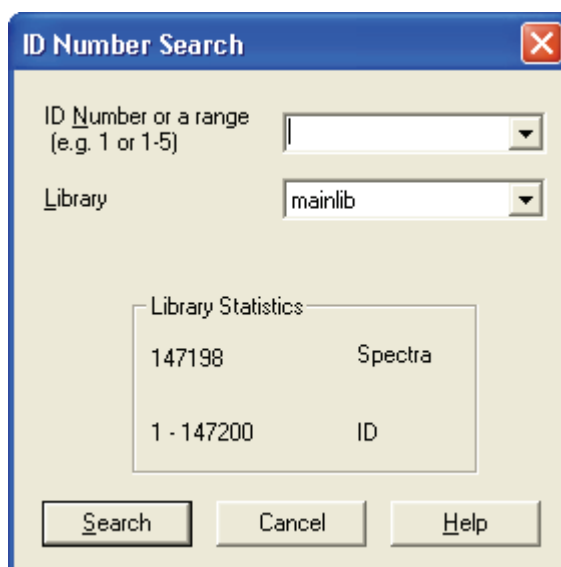 ID Number Search
ID Number or a range
(e.g. 1 or 1-5)
Library
mainlib
Library Statistics
147198 Spectra
1 - 147200 ID
Search Cancel Help